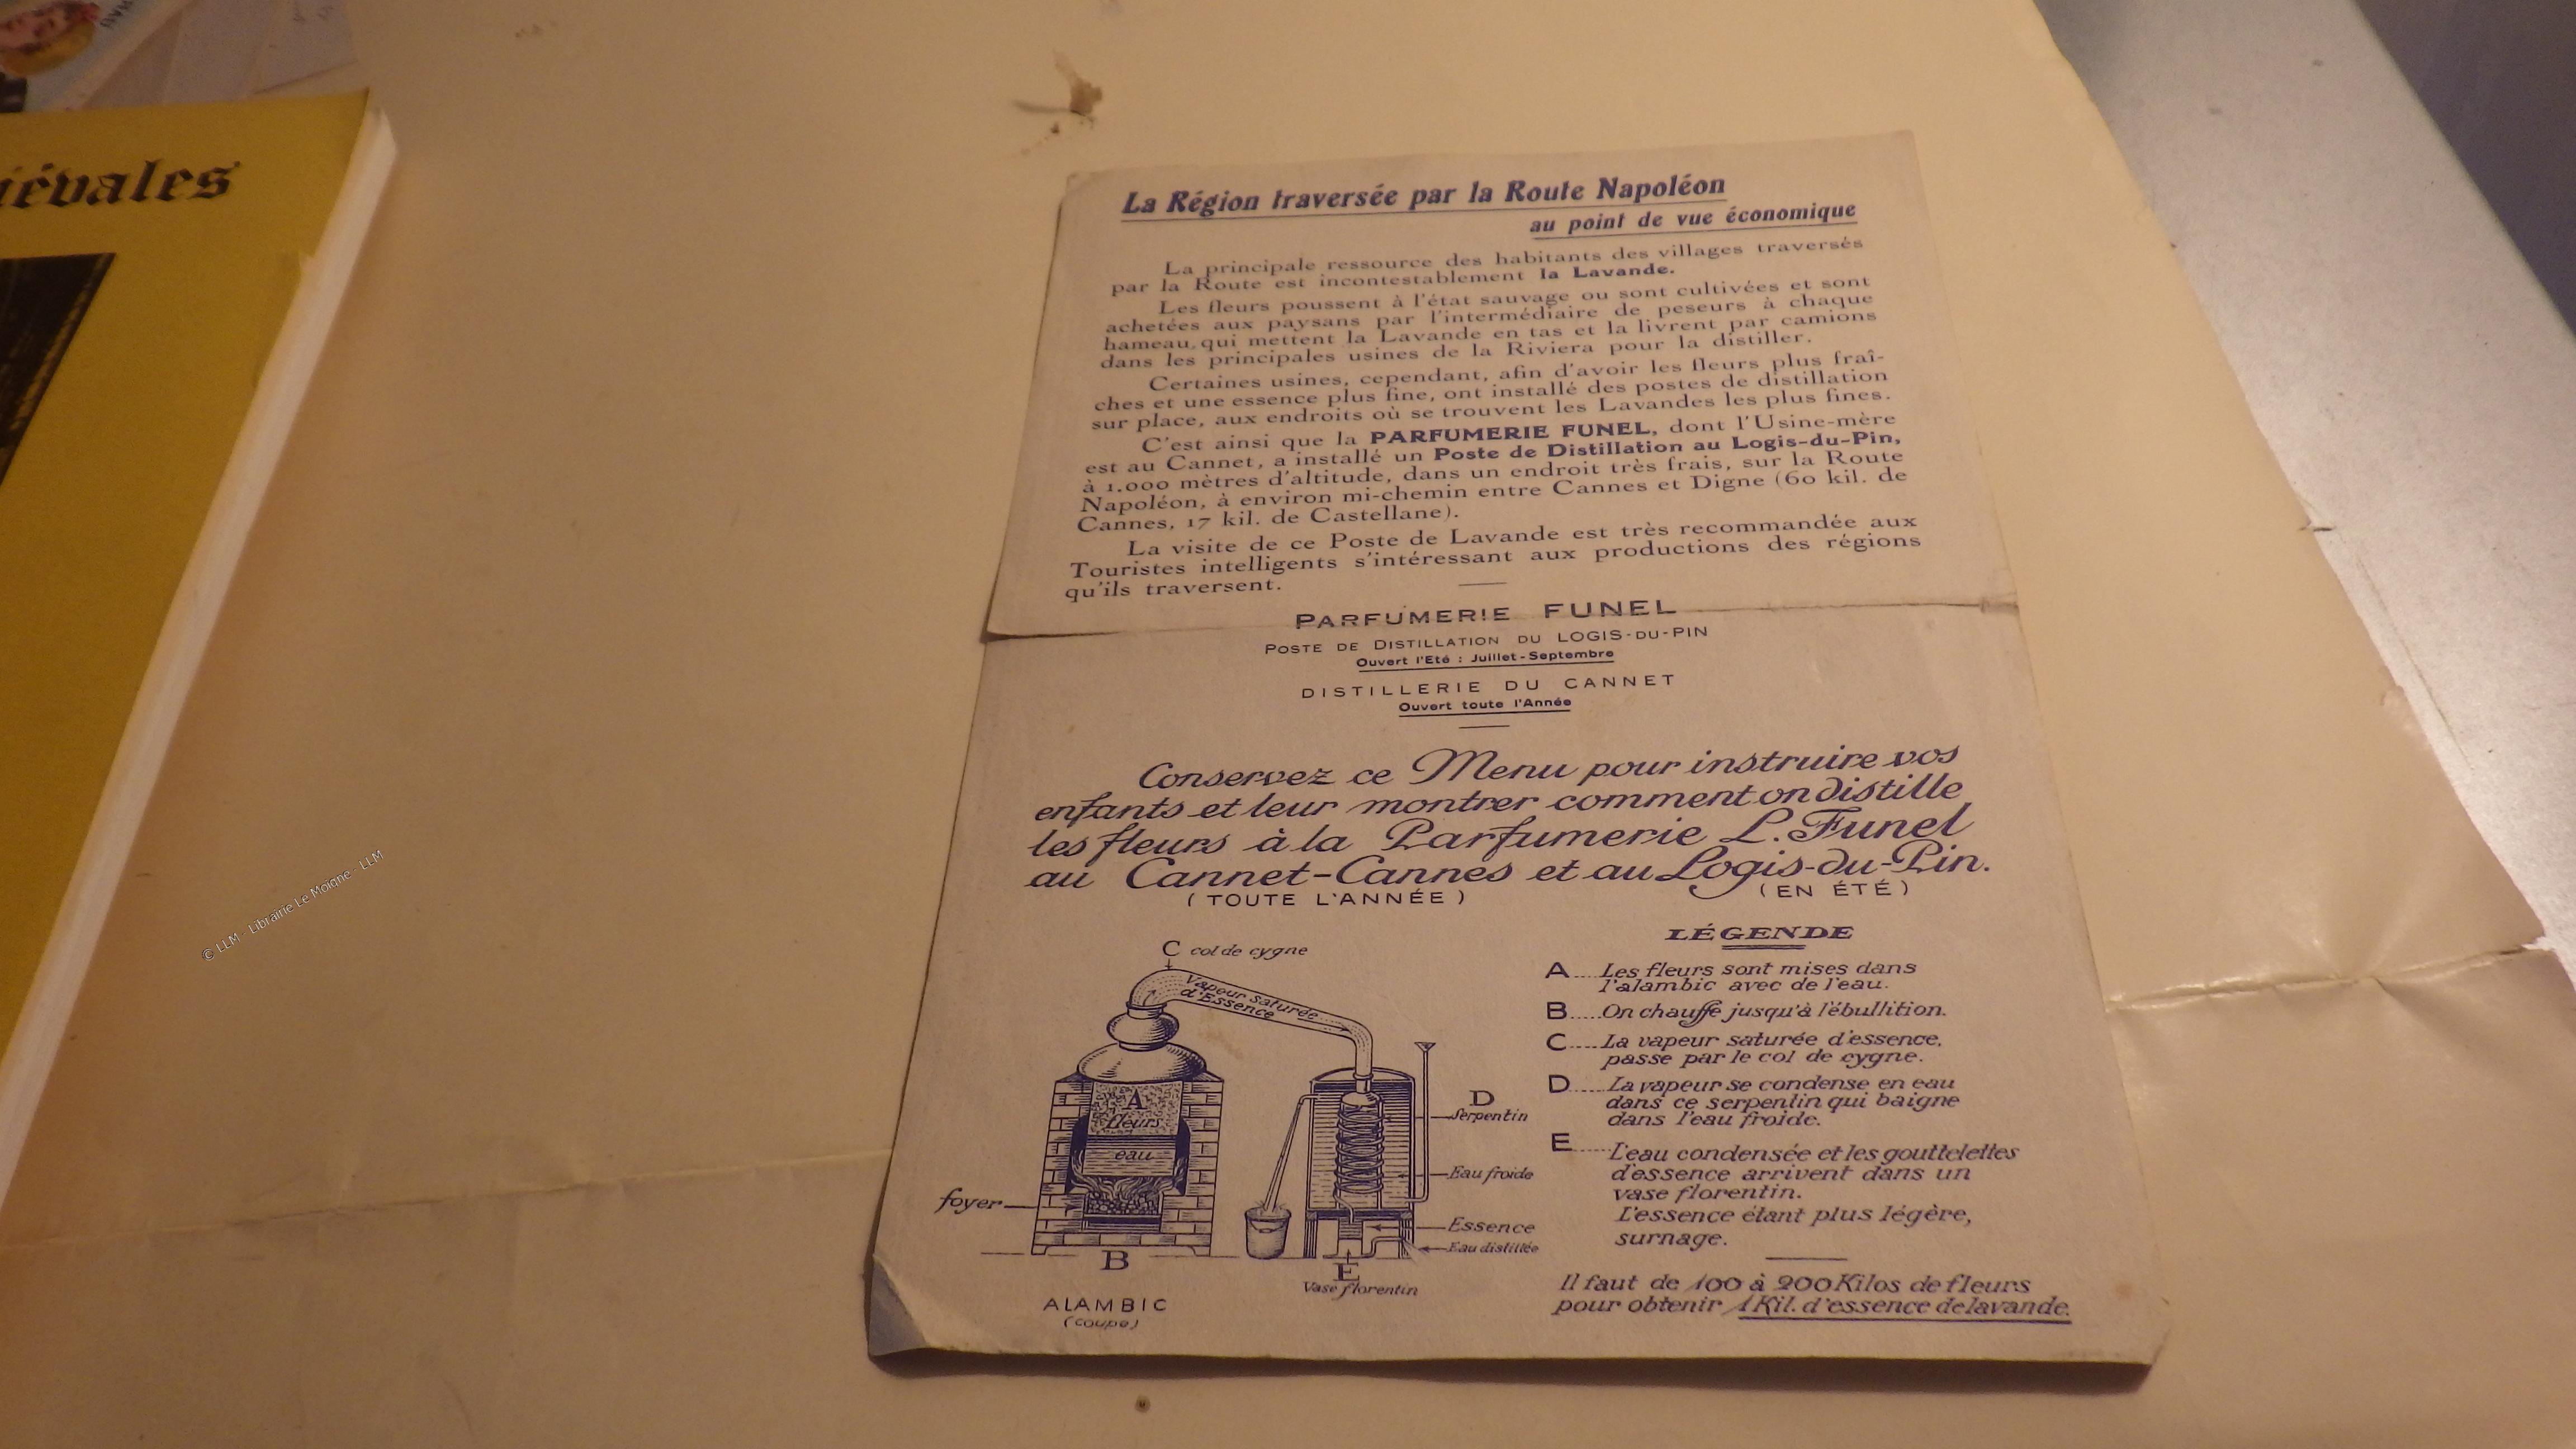 iévales
La Région traversée par la Route Napoléon
au point de vue économique
La principale ressource des habitants des villages traversés
par la Route est incontestablement la Lavande.
Les fleurs poussent à l'état sauvage ou sont cultivées et sont
achetées aux paysans par l'intermédiaire de peseurs à chaque
hameau, qui mettent la Lavande en tas et la livrent par camions
dans les principales usines de la Riviera pour la distiller.
Certaines usines, cependant, afin d'avoir les fleurs plus fraî-
ches et une essence plus fine, ont installé des postes de distillation
sur place, aux endroits où se trouvent les Lavandes les plus fines.
C'est ainsi que la PARFUMERIE FUNEL, dont l'Usine-mère
est au Cannet, a installé un Poste de Distillation au Logis-du-Pin,
à 1.000 mètres d'altitude, dans un endroit très frais, sur la Route
Napoléon, à environ mi-chemin entre Cannes et Digne (60 kil. de
Cannes, 17 kil. de Castellane).
La visite de ce Poste de Lavande est très recommandée aux
Touristes intelligents s'intéressant aux productions des régions
qu'ils traversent.
PARFUMERIE FUNEL
POSTE DE DISTILLATION DU LOGIS-DU-PIN
Ouvert l'Eté : Juillet-Septembre
DISTILLERIE DU CANNET
Ouvert toute l'Année
Conservez ce Menu pour instruire vos
enfants et leur montrer comment on distille
les fleurs à la Parfumerie L. Funel
au Cannet-Cannes et au Logis-du-Pin.
(TOUTE L'ANNÉE) (EN ÉTÉ)
C col de cygne
Vapeur saturée
d'Essence
A
fleurs
eau
foyer
B
ALAMBIC
(coupe)
D
Serpentin
Eau froide
Essence
Eau distillée
E
Vase florentin
LÉGENDE
A.... Les fleurs sont mises dans
l'alambic avec de l'eau.
B..... On chauffe jusqu'à l'ébullition.
C.... La vapeur saturée d'essence,
passe par le col de cygne.
D..... La vapeur se condense en eau
dans ce serpentin qui baigne
dans l'eau froide.
E..... L'eau condensée et les gouttelettes
d'essence arrivent dans un
vase florentin.
L'essence étant plus légère,
surnage.
Il faut de 100 à 200 Kilos de fleurs
pour obtenir 1 Kil. d'essence de lavande.
© LLM - Librairie Le Moigne - LLM